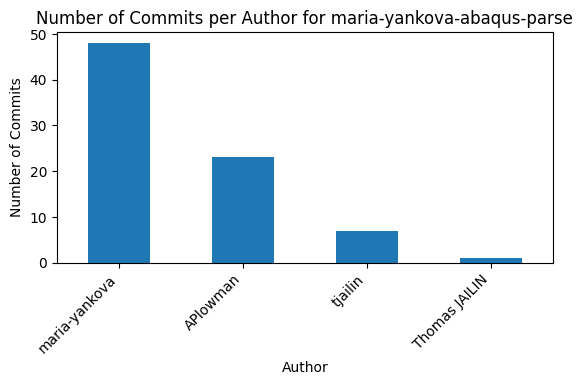 Number of Commits per Author for maria-yankova-abaqus-parse
Number of Commits
50
40
30
20
10
0
maria-yankova
APlowman
tjailin
Thomas JAILIN
Author